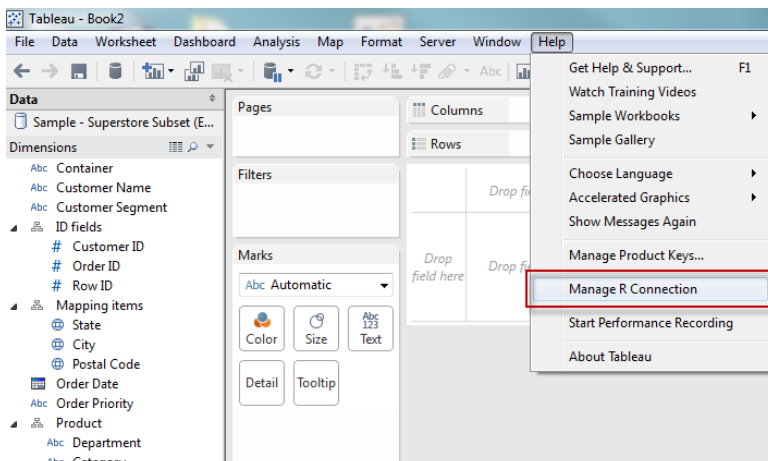 Tableau - Book2
File Data Worksheet Dashboard Analysis Map Format Server Window Help
Abc
Data
Sample - Superstore Subset (E...
Dimensions
Abc Container
Abc Customer Name
Abc Customer Segment
ID fields
# Customer ID
# Order ID
# Row ID
Mapping items
State
City
Postal Code
Order Date
Abc Order Priority
Product
Abc Department
Abc Category
Pages
Filters
Marks
Abc Automatic
Color
Size
Abc
123
Text
Detail
Tooltip
Columns
Rows
Drop
Drop
field here
Drop
Get Help & Support... F1
Watch Training Videos
Sample Workbooks
Sample Gallery
Choose Language
Accelerated Graphics
Show Messages Again
Manage Product Keys...
Manage R Connection
Start Performance Recording
About Tableau